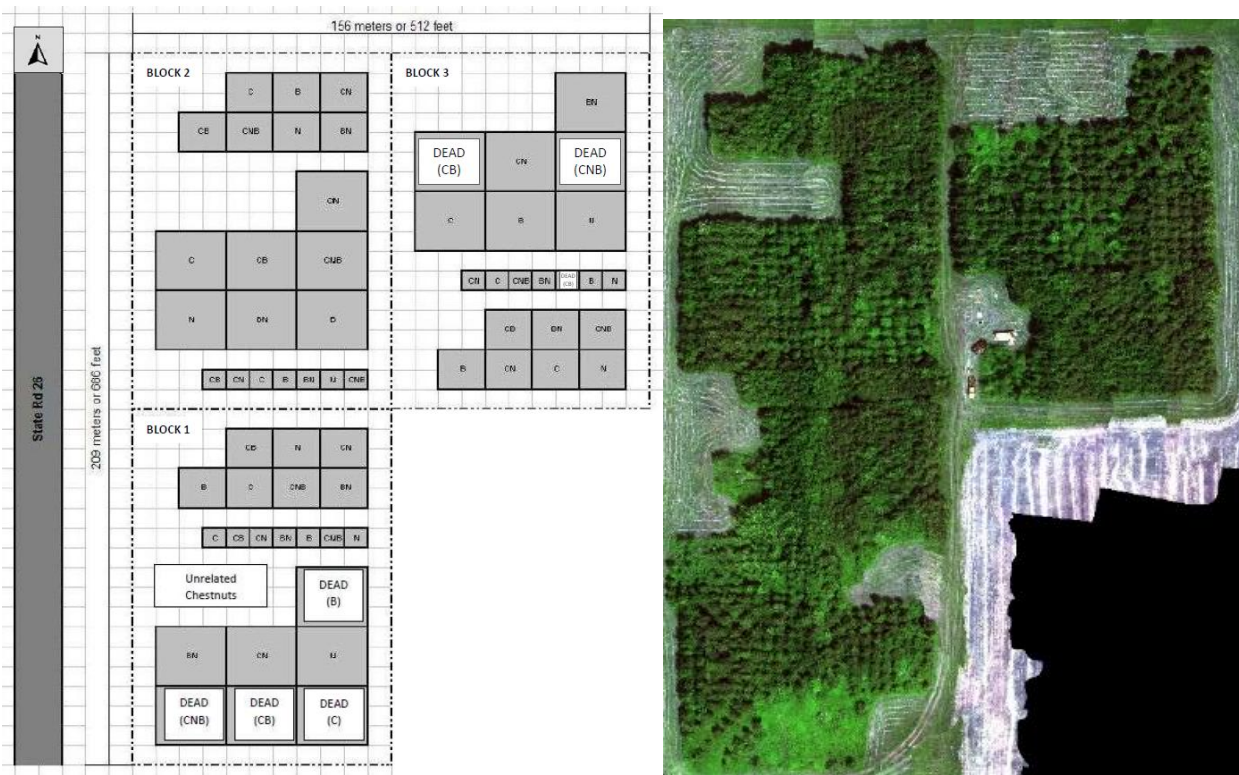 156 meters or 512 feet
N
State Rd 26
209 meters or 686 feet
BLOCK 2
C B CN
CB CNB N BN
CN
C CB CNB
N BN B
CB CN C B BN N CNB
BLOCK 3
BN
DEAD
(CB)
CN
DEAD
(CNB)
C B N
CN C CNB BN
DEAD
(CB)
B N
CB BN CNB
B CN C N
BLOCK 1
CB N CN
B C CNB BN
C CB CN BN B CNB N
Unrelated
Chestnuts
DEAD
(B)
BN CN N
DEAD
(CNB)
DEAD
(CB)
DEAD
(C)